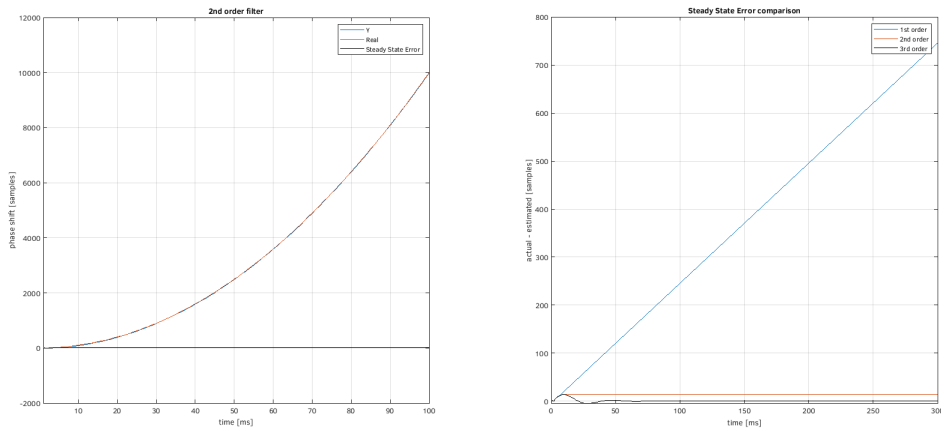 2nd order filter
12000
10000
8000
6000
4000
2000
0
-2000
phase shift [samples]
Y
Real
Steady State Error
10 20 30 40 50 60 70 80 90 100
time [ms]
Steady State Error comparison
800
700
600
500
400
300
200
100
0
actual - estimated [samples]
1st order
2nd order
3rd order
0 50 100 150 200 250 300
time [ms]